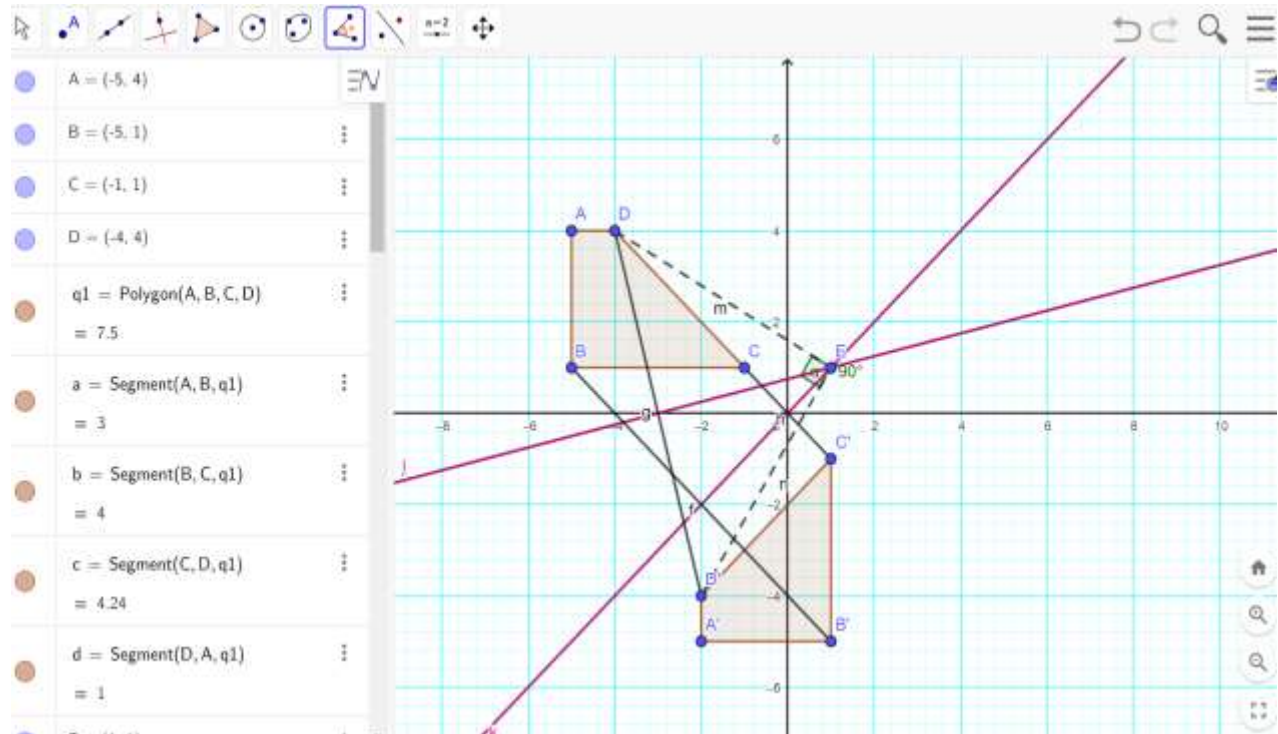 A
a=2
A = (-5, 4)
B = (-5, 1)
C = (-1, 1)
D = (-4, 4)
q1 = Polygon(A, B, C, D)
= 7.5
a = Segment(A, B, q1)
= 3
b = Segment(B, C, q1)
= 4
c = Segment(C, D, q1)
= 4.24
d = Segment(D, A, q1)
= 1
6
A D
4
m
2
B C E
90°
g
-8 -2 2 4 6 8 10
C'
j
-2
f
-4
A' B'
-6